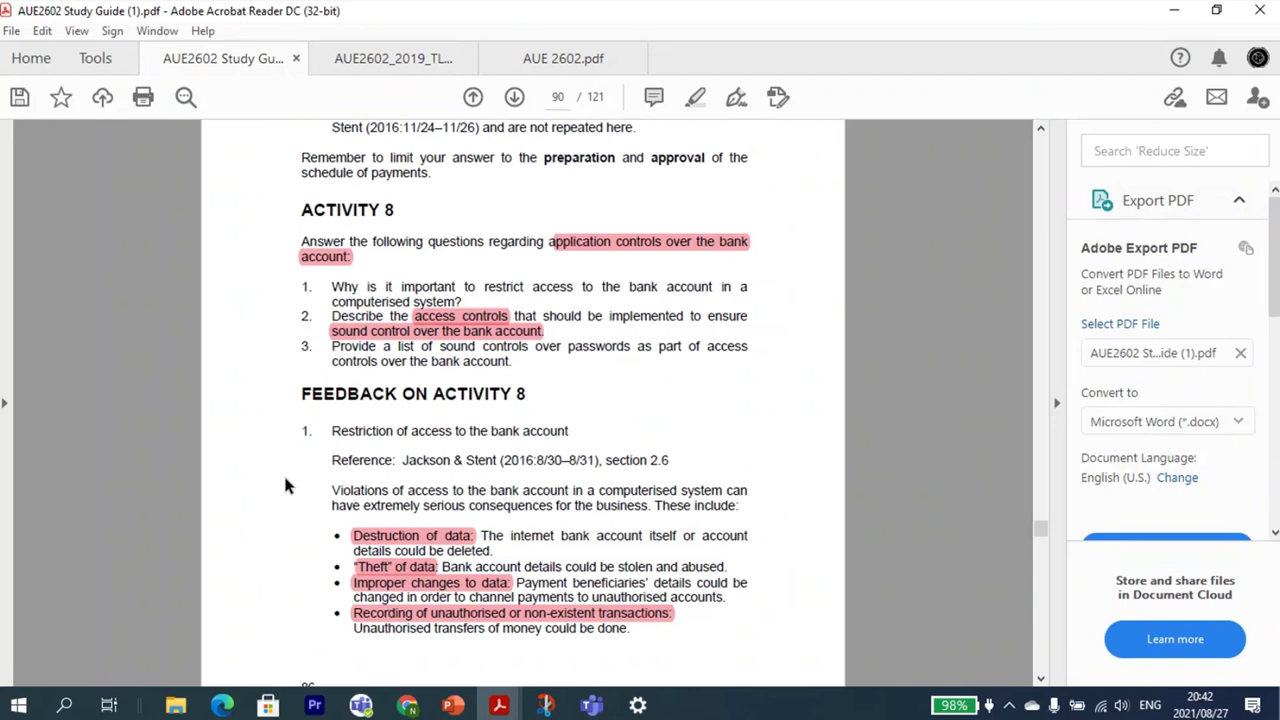 AUE2602 Study Guide (1).pdf - Adobe Acrobat Reader DC (32-bit)
File Edit View Sign Window Help
Home Tools AUE2602 Study Gu... × AUE2602_2019_TL... AUE 2602.pdf
90 / 121
Stent (2016:11/24–11/26) and are not repeated here.
Remember to limit your answer to the preparation and approval of the
schedule of payments.
ACTIVITY 8
Answer the following questions regarding application controls over the bank
account:
1. Why is it important to restrict access to the bank account in a
computerised system?
2. Describe the access controls that should be implemented to ensure
sound control over the bank account.
3. Provide a list of sound controls over passwords as part of access
controls over the bank account.
FEEDBACK ON ACTIVITY 8
1. Restriction of access to the bank account
Reference: Jackson & Stent (2016:8/30–8/31), section 2.6
Violations of access to the bank account in a computerised system can
have extremely serious consequences for the business. These include:
• Destruction of data: The internet bank account itself or account
details could be deleted.
• "Theft" of data: Bank account details could be stolen and abused.
• Improper changes to data: Payment beneficiaries' details could be
changed in order to channel payments to unauthorised accounts.
• Recording of unauthorised or non-existent transactions:
Unauthorised transfers of money could be done.
Search 'Reduce Size'
Export PDF
Adobe Export PDF
Convert PDF Files to Word
or Excel Online
Select PDF File
AUE2602 St...ide (1).pdf
Convert to
Microsoft Word (*.docx)
Document Language:
English (U.S.) Change
Store and share files
in Document Cloud
Learn more
98%
ENG
20:42
2021/08/27